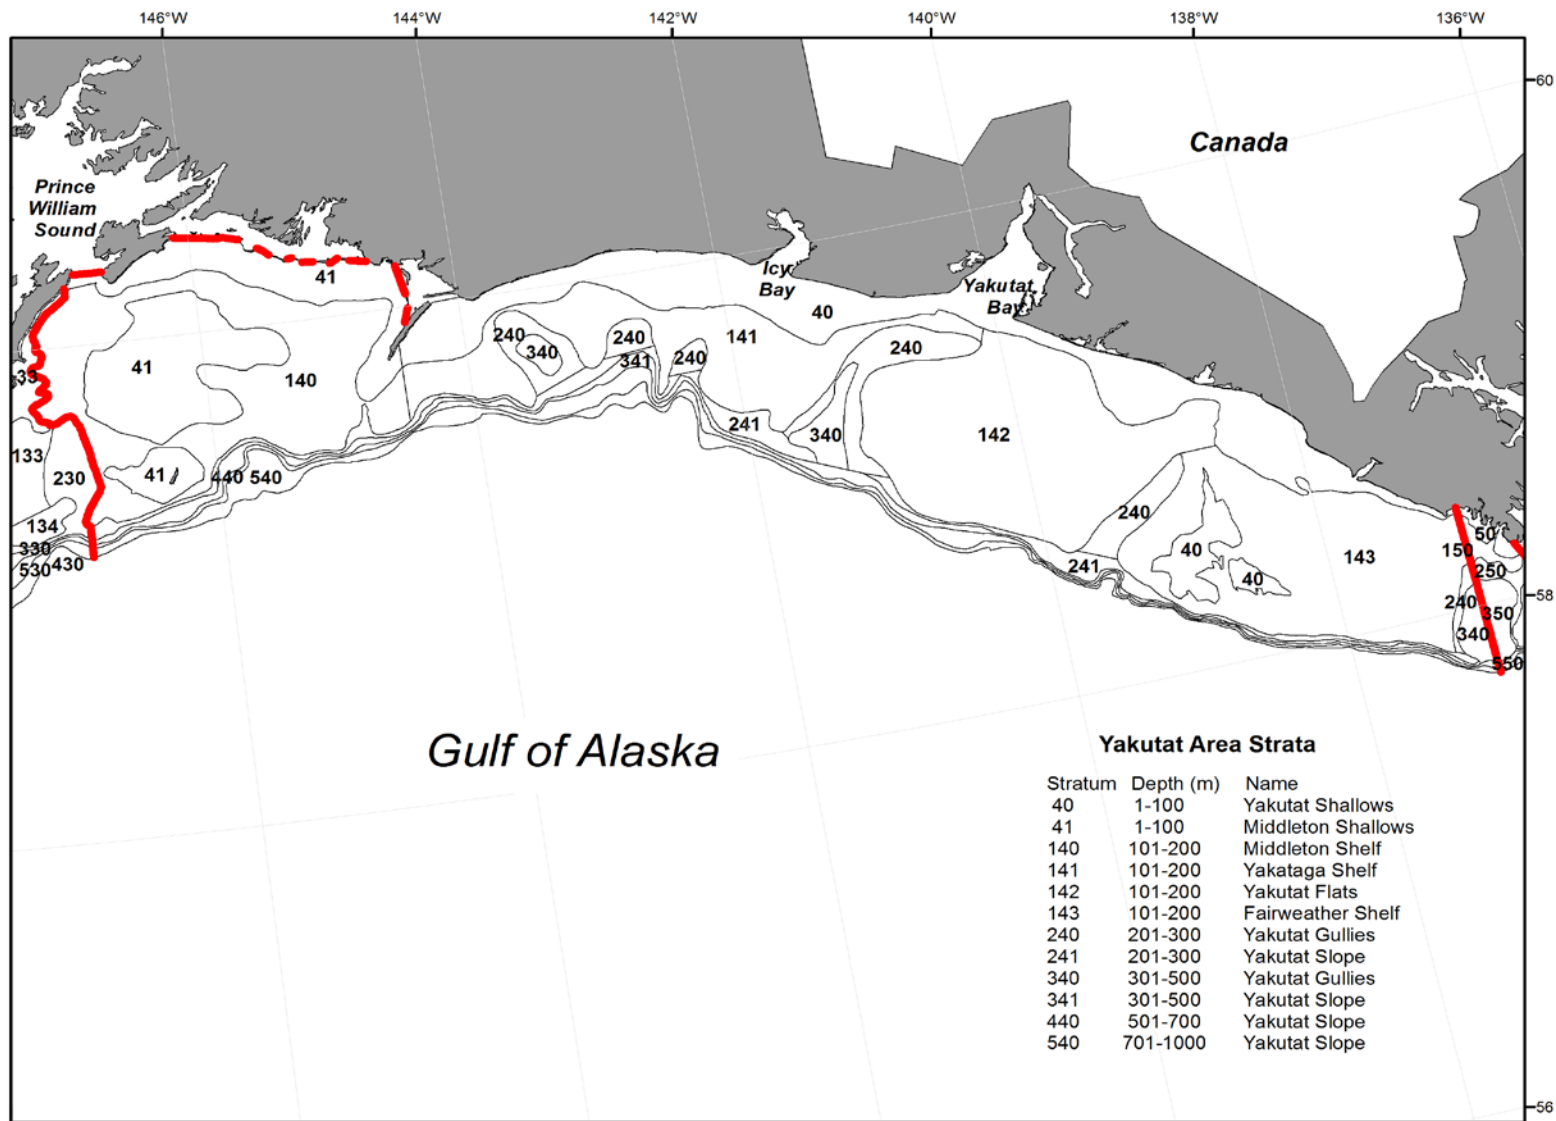 146°W 144°W 142°W 140°W 138°W 136°W
60
Canada
Prince
William
Sound
41
Icy
Bay
Yakutat
Bay
40
240 141
240
340 240
341 240
240
33 41 140
241 340 142
133
230 41 440 540
134
330
430
530
240
40
241 40
143
50
150
250
58
240 350
340
550
Gulf of Alaska
Yakutat Area Strata
Stratum Depth (m) Name
40 1-100 Yakutat Shallows
41 1-100 Middleton Shallows
140 101-200 Middleton Shelf
141 101-200 Yakataga Shelf
142 101-200 Yakutat Flats
143 101-200 Fairweather Shelf
240 201-300 Yakutat Gullies
241 201-300 Yakutat Slope
340 301-500 Yakutat Gullies
341 301-500 Yakutat Slope
440 501-700 Yakutat Slope
540 701-1000 Yakutat Slope
56